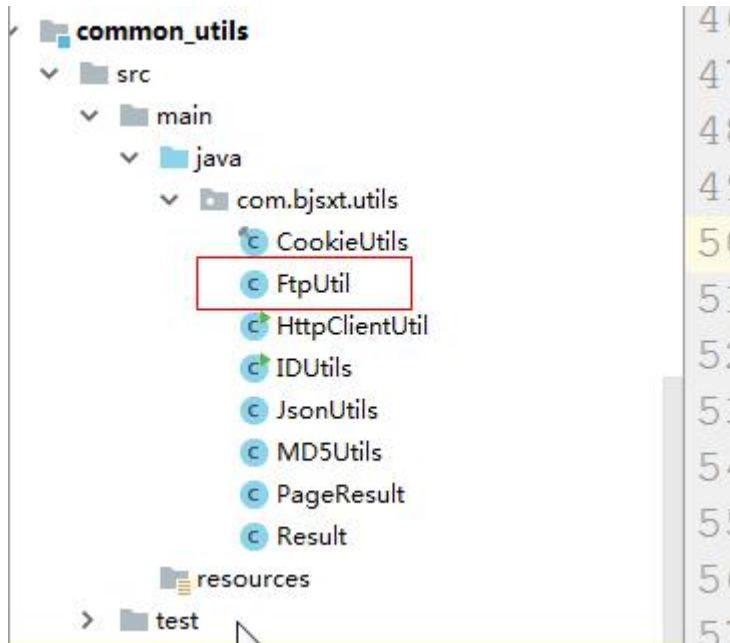 common_utils
src
main
java
com.bjsxt.utils
CookieUtils
FtpUtil
HttpClientUtil
IDUtils
JsonUtils
MD5Utils
PageResult
Result
resources
test